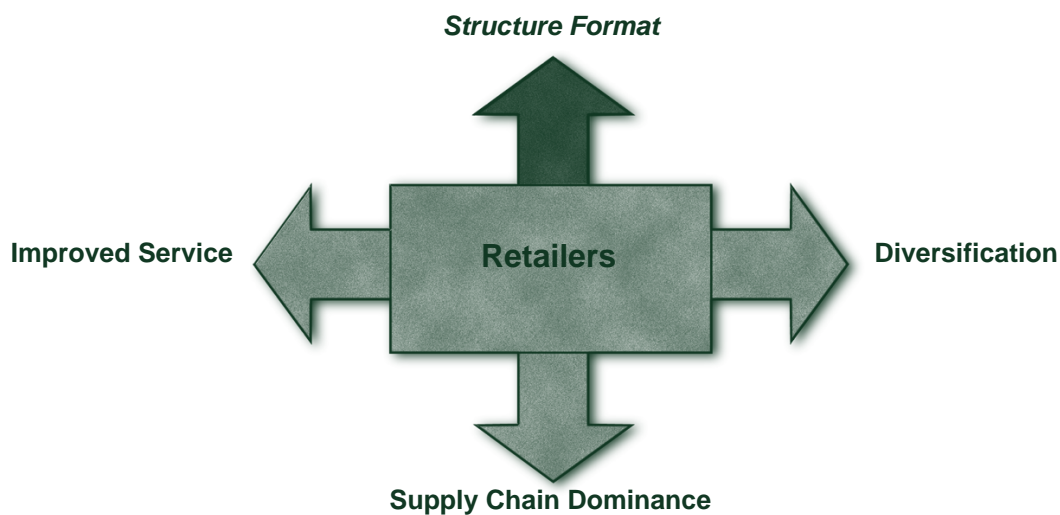 Structure Format
Improved Service
Retailers
Diversification
Supply Chain Dominance